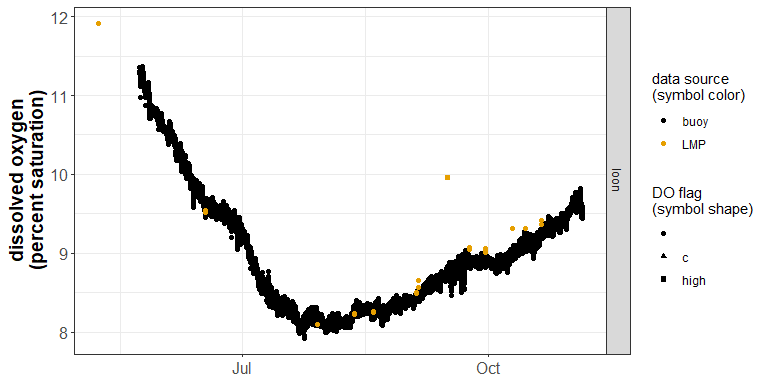 dissolved oxygen
(percent saturation)
12
11
10
9
8
Jul
Oct
loon
data source
(symbol color)
buoy
LMP
DO flag
(symbol shape)
c
high